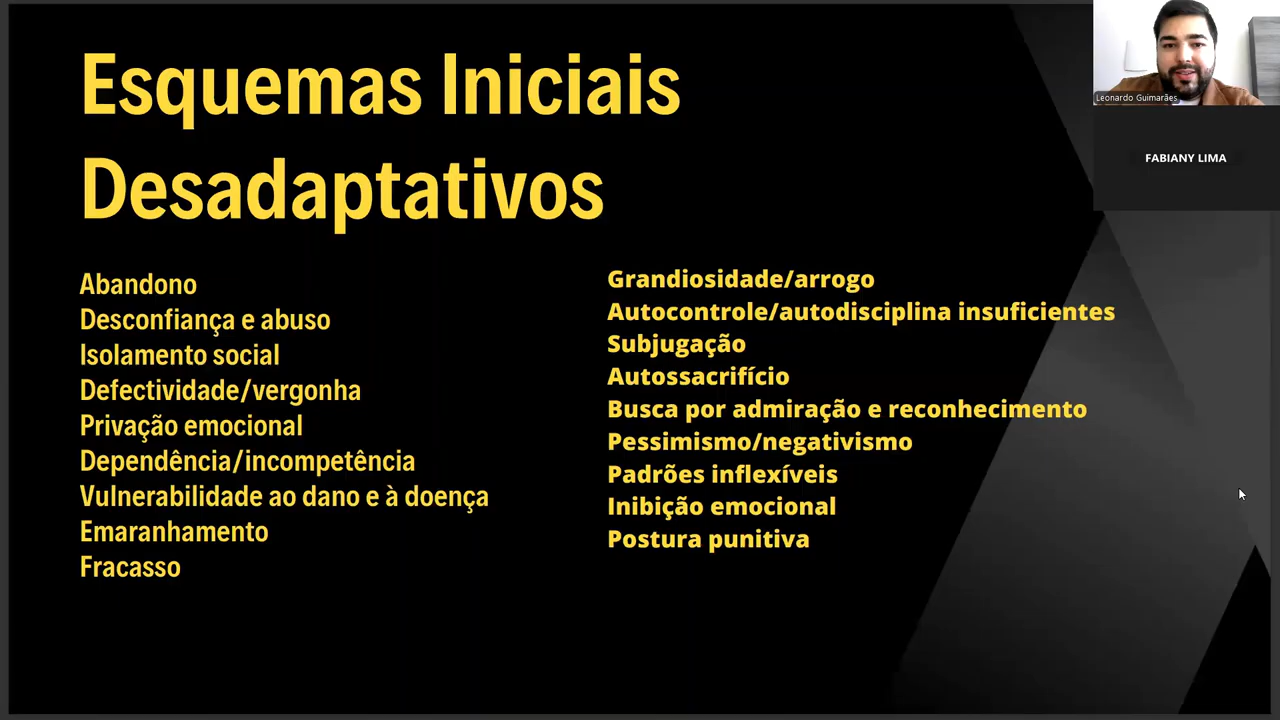 Esquemas Iniciais
Desadaptativos
Abandono
Desconfiança e abuso
Isolamento social
Defectividade/vergonha
Privação emocional
Dependência/incompetência
Vulnerabilidade ao dano e à doença
Emaranhamento
Fracasso
Grandiosidade/arrogo
Autocontrole/autodisciplina insuficientes
Subjugação
Autossacrifício
Busca por admiração e reconhecimento
Pessimismo/negativismo
Padrões inflexíveis
Inibição emocional
Postura punitiva
Leonardo Guimarães
FABIANY LIMA